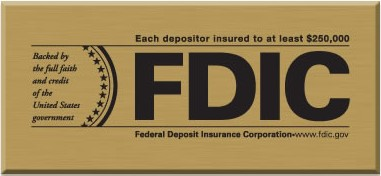 Each depositor insured to at least $250,000
Backed by
the full faith
and credit
of the
United States
government
FDIC
Federal Deposit Insurance Corporation-www.fdic.gov